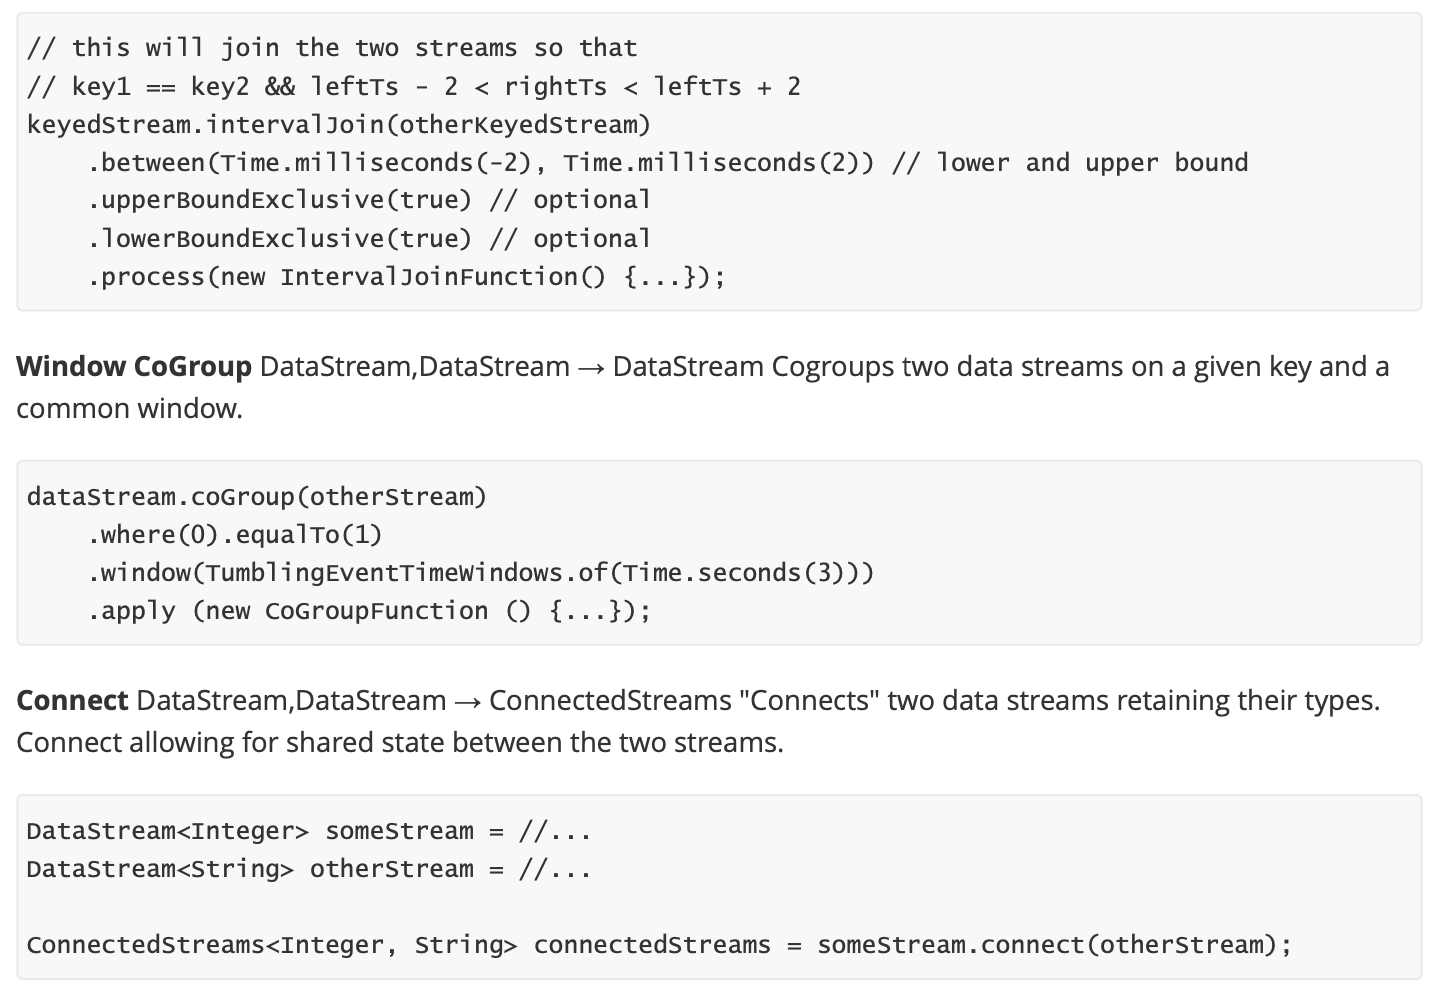 // this will join the two streams so that
// key1 == key2 && leftTs - 2 < rightTs < leftTs + 2
keyedStream.intervalJoin(otherKeyedStream)
    .between(Time.milliseconds(-2), Time.milliseconds(2)) // lower and upper bound
    .upperBoundExclusive(true) // optional
    .lowerBoundExclusive(true) // optional
    .process(new IntervalJoinFunction() {...});
Window CoGroup DataStream,DataStream → DataStream Cogroups two data streams on a given key and a
common window.
dataStream.coGroup(otherStream)
    .where(0).equalTo(1)
    .window(TumblingEventTimeWindows.of(Time.seconds(3)))
    .apply (new CoGroupFunction () {...});
Connect DataStream,DataStream → ConnectedStreams "Connects" two data streams retaining their types.
Connect allowing for shared state between the two streams.
DataStream<Integer> someStream = //...
DataStream<String> otherStream = //...
ConnectedStreams<Integer, String> connectedStreams = someStream.connect(otherStream);